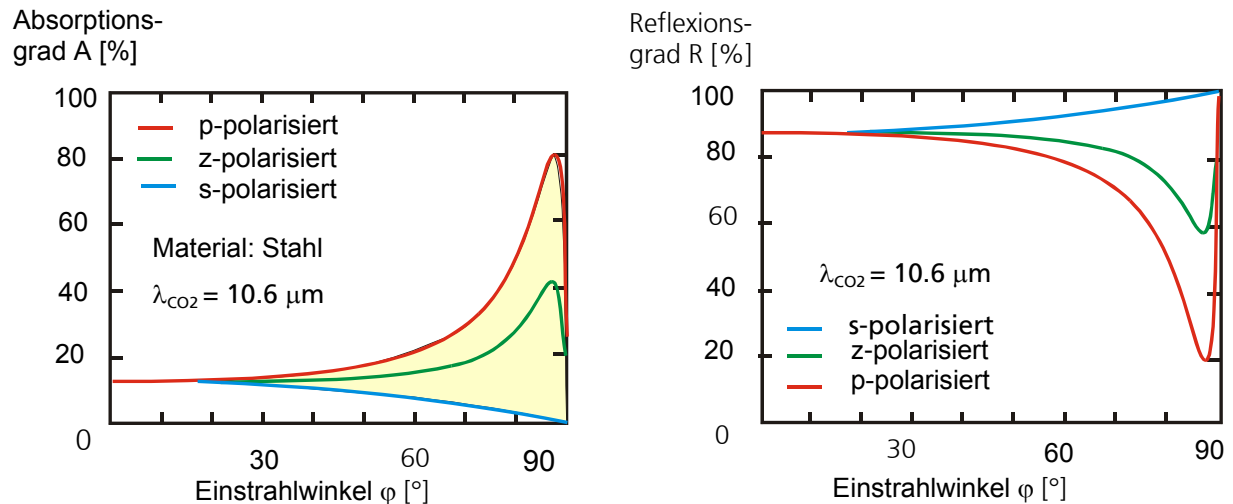 Absorptions-
grad A [%]
100
80
60
40
20
0
p-polarisiert
z-polarisiert
s-polarisiert
Material: Stahl
λCO2 = 10.6 μm
30
60
90
Einstrahlwinkel φ [°]
Reflexions-
grad R [%]
100
80
60
40
20
0
λCO2 = 10.6 μm
s-polarisiert
z-polarisiert
p-polarisiert
30
60
90
Einstrahlwinkel φ [°]